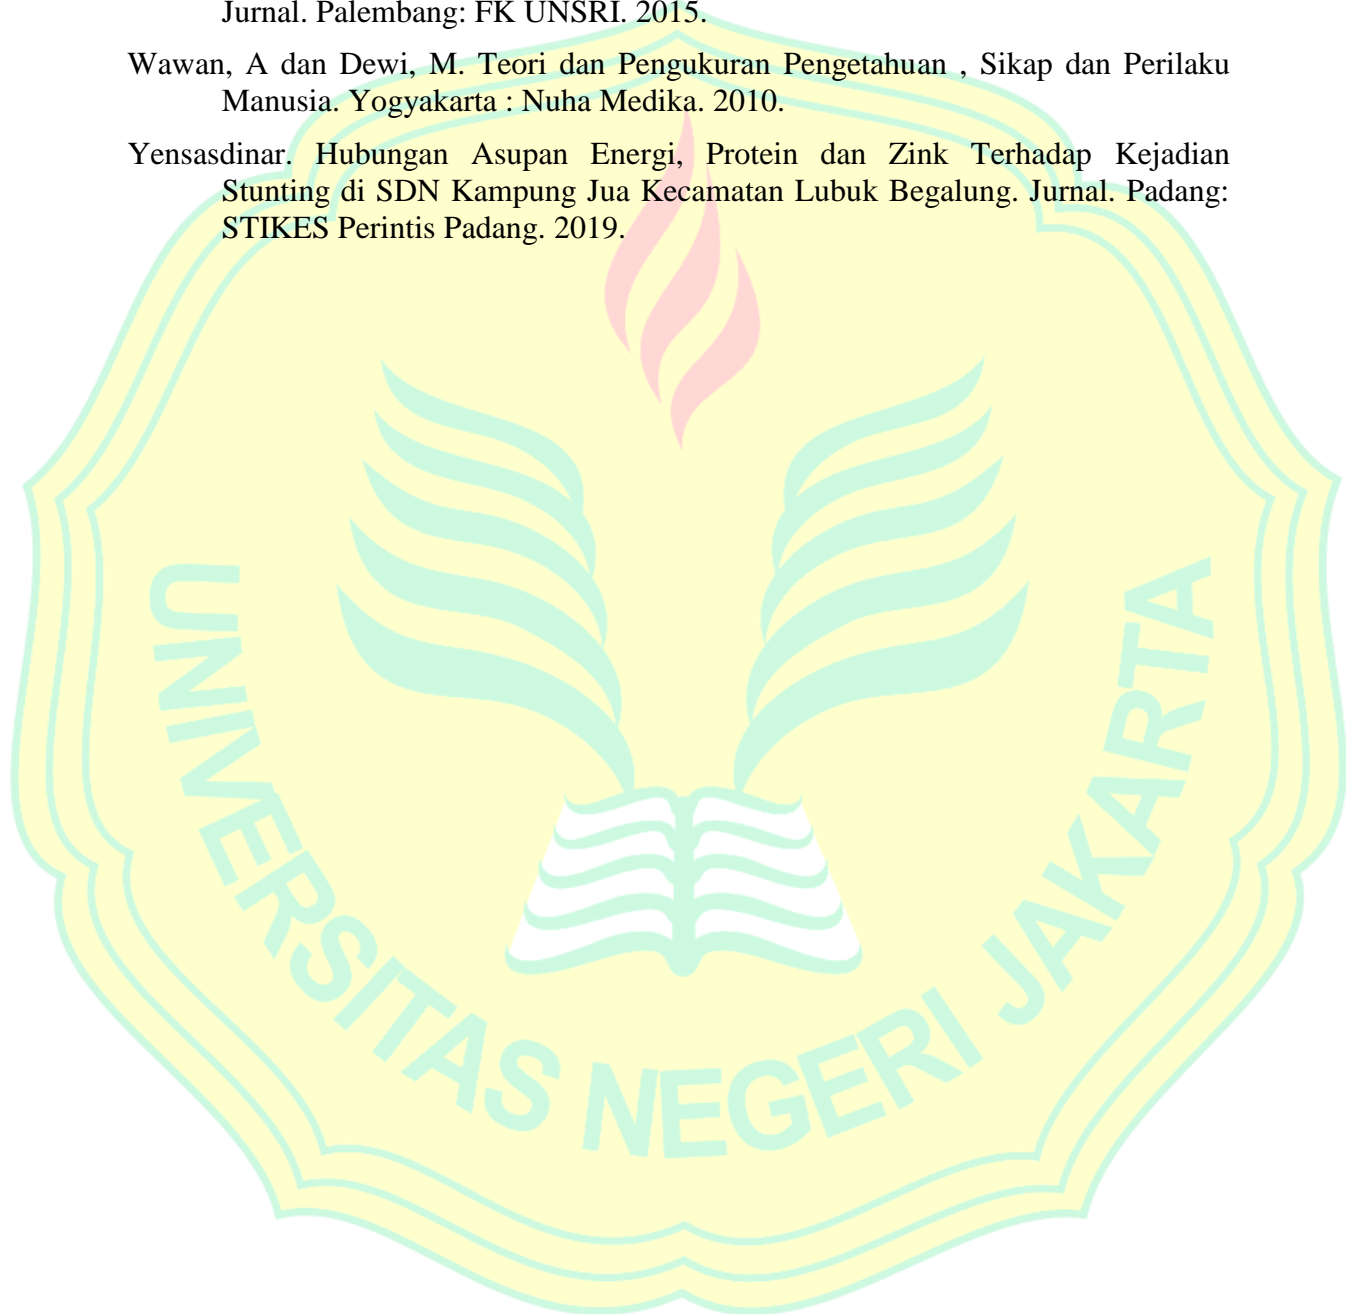 Jurnal. Palembang: FK UNSRI. 2015.
Wawan, A dan Dewi, M. Teori dan Pengukuran Pengetahuan , Sikap dan Perilaku
Manusia. Yogyakarta : Nuha Medika. 2010.
Yensasdinar. Hubungan Asupan Energi, Protein dan Zink Terhadap Kejadian
Stunting di SDN Kampung Jua Kecamatan Lubuk Begalung. Jurnal. Padang:
STIKES Perintis Padang. 2019.
UNIVERSITAS NEGERI JAKARTA